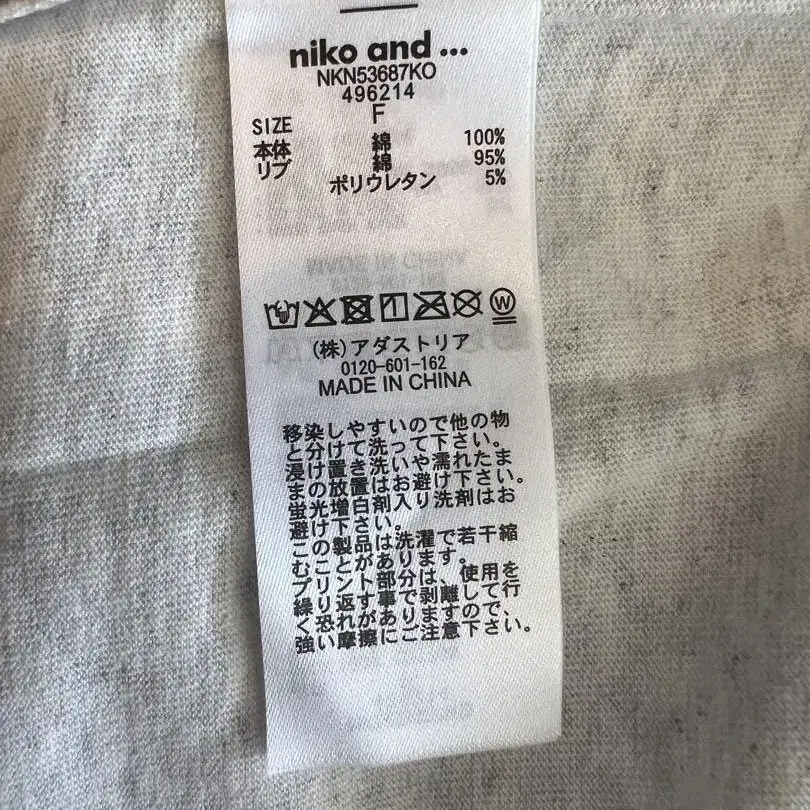 niko and ...
NKN53687KO
496214
SIZE F
本体 綿 100%
リブ 綿 95%
ポリウレタン 5%
W
(株)アダストリア
0120-601-162
MADE IN CHINA
移染しやすいので他の物
と分けて洗って下さい。
浸け置き洗いや濡れたま
まの放置はお避け下さい。
蛍光増白剤入り洗剤はお
避け下さい。
この製品は洗濯で若干縮
むことがあります。
プリント部分は、使用を
繰り返す事で剥離して行
く恐れがありますので、
強い摩擦にご注意下さい。